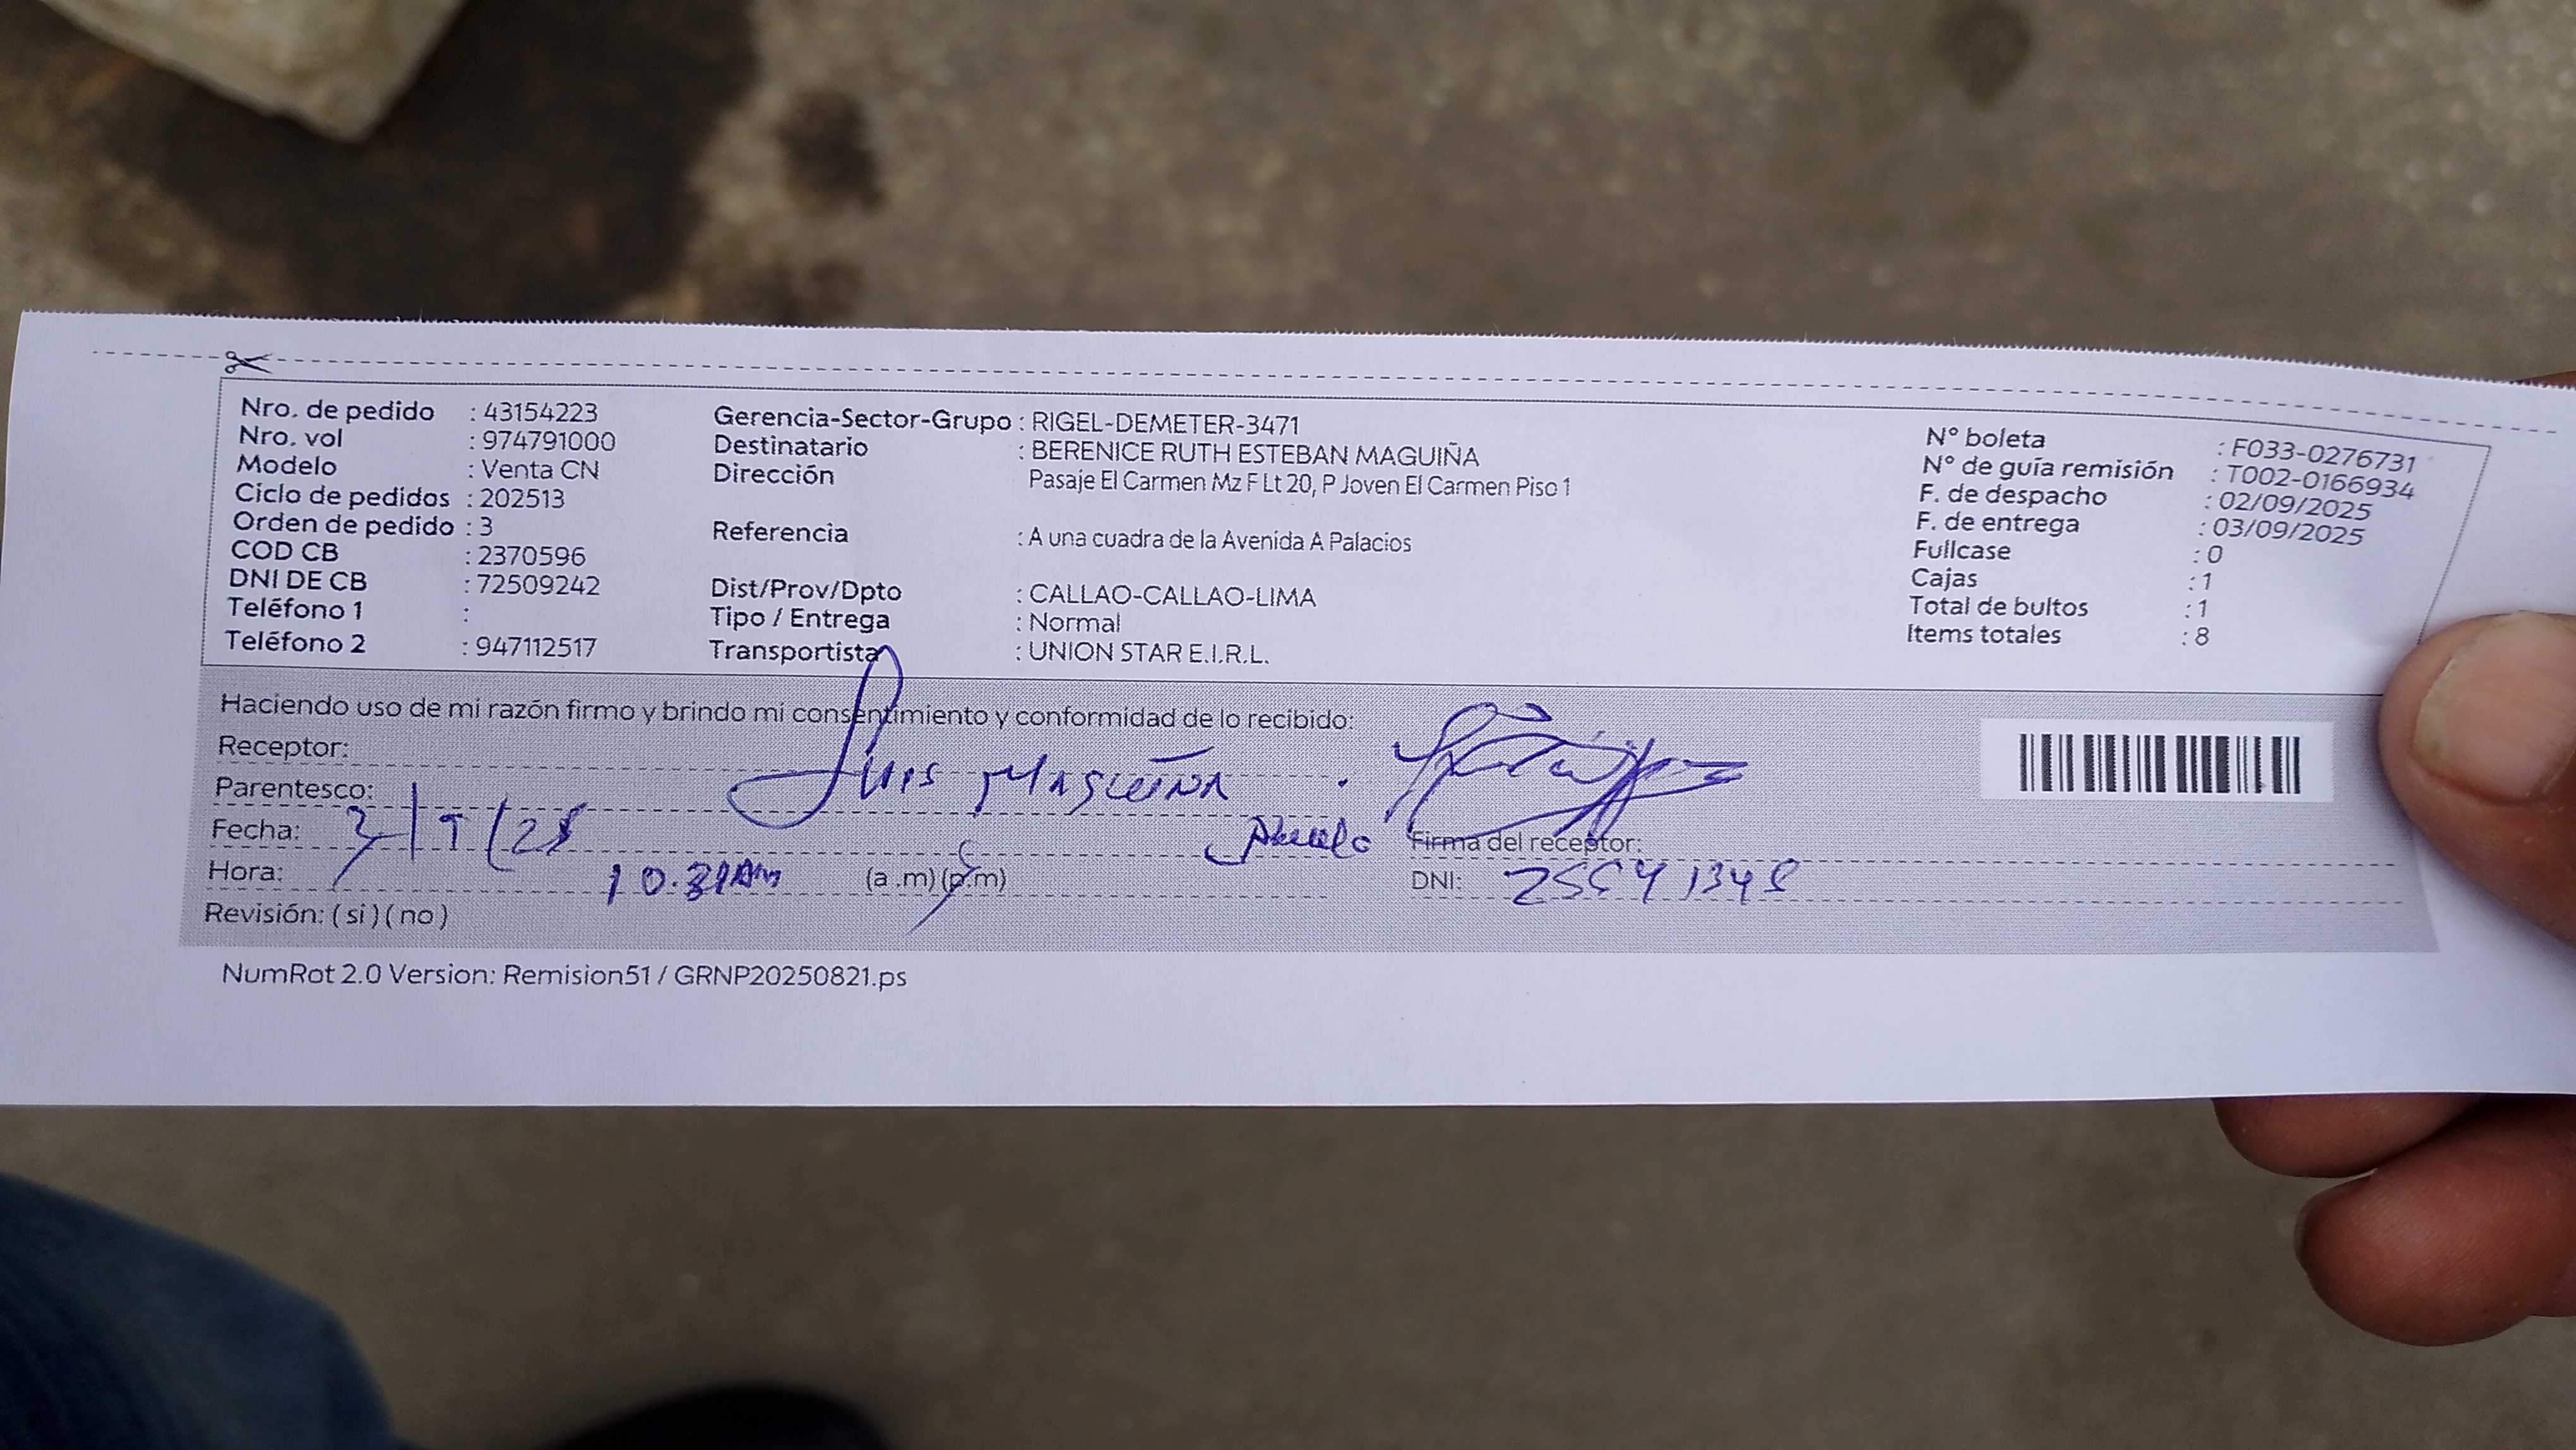 Nro. de pedido : 43154223
Nro. vol : 974791000
Modelo : Venta CN
Ciclo de pedidos : 202513
Orden de pedido : 3
COD CB : 2370596
DNI DE CB : 72509242
Teléfono 1 :
Teléfono 2 : 947112517
Gerencia-Sector-Grupo : RIGEL-DEMETER-3471
Destinatario : BERENICE RUTH ESTEBAN MAGUIÑA
Dirección Pasaje El Carmen Mz F Lt 20, P Joven El Carmen Piso 1
Referencia : A una cuadra de la Avenida A Palacios
Dist/Prov/Dpto : CALLAO-CALLAO-LIMA
Tipo / Entrega : Normal
Transportista : UNION STAR E.I.R.L.
N° boleta : F033-0276731
N° de guía remisión : T002-0166934
F. de despacho : 02/09/2025
F. de entrega : 03/09/2025
Fullcase : 0
Cajas : 1
Total de bultos : 1
Items totales : 8
Haciendo uso de mi razón firmo y brindo mi consentimiento y conformidad de lo recibido:
Receptor: Luis MAGUIÑA
Parentesco: Abuelo
Fecha:
Firma del receptor:
Hora: 10.31AM (a .m) (p.m)
DNI:
Revisión: ( si ) ( no )
NumRot 2.0 Version: Remision51 / GRNP20250821.ps